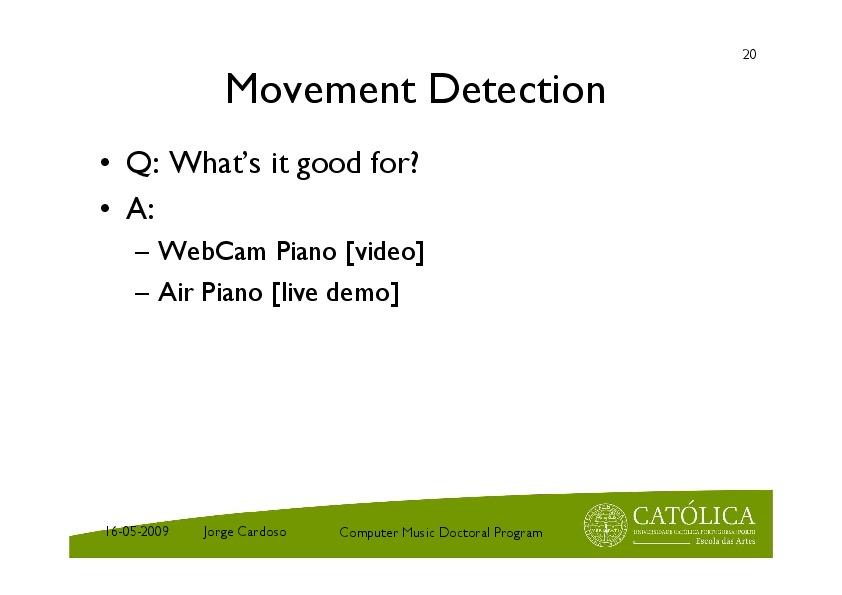 20
Movement Detection
• Q: What's it good for?
• A:
– WebCam Piano [video]
– Air Piano [live demo]
16-05-2009 Jorge Cardoso Computer Music Doctoral Program
CATÓLICA
UNIVERSIDADE CATÓLICA PORTUGUESA | PORTO
Escola das Artes